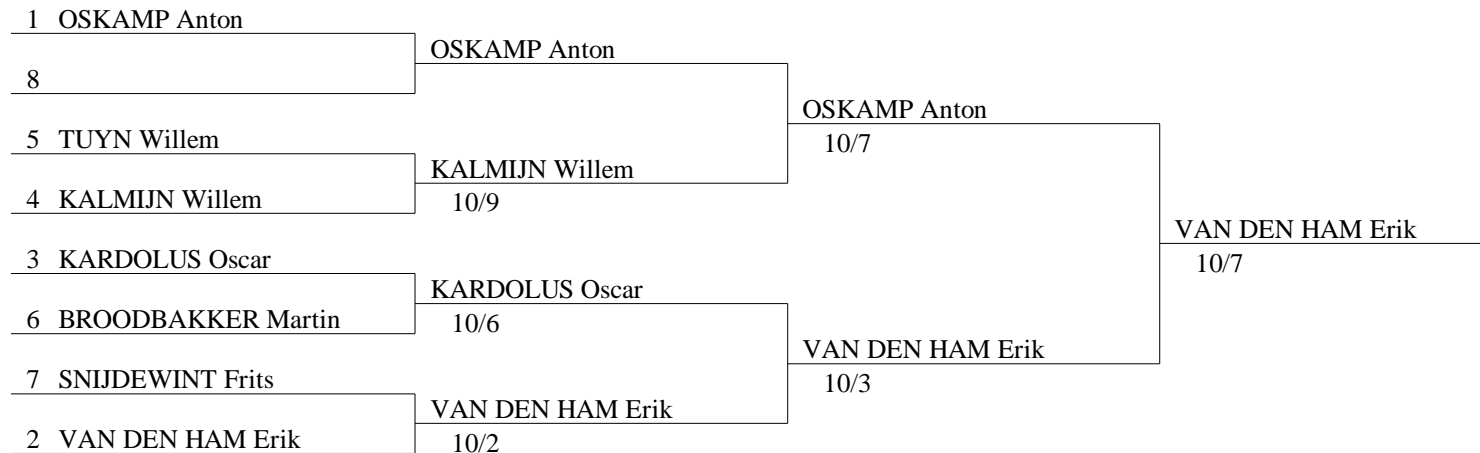 1 OSKAMP Anton
8
5 TUYN Willem
4 KALMIJN Willem
3 KARDOLUS Oscar
6 BROODBAKKER Martin
7 SNIJDEWINT Frits
2 VAN DEN HAM Erik
OSKAMP Anton
KALMIJN Willem
10/9
KARDOLUS Oscar
10/6
VAN DEN HAM Erik
10/2
OSKAMP Anton
10/7
VAN DEN HAM Erik
10/3
VAN DEN HAM Erik
10/7